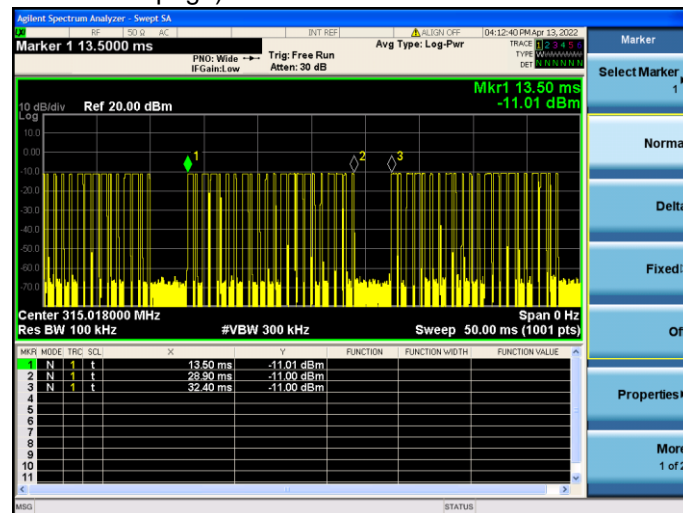 page)
Agilent Spectrum Analyzer - Swept SA
RF 50 Ω AC INT REF ALIGN OFF 04:12:40 PM Apr 13, 2022
Marker 1 13.5000 ms
PNO: Wide
IFGain:Low
Trig: Free Run
Atten: 30 dB
Avg Type: Log-Pwr
TRACE 1 2 3 4 5 6
TYPE W
DET N N N N N N
Mkr1 13.50 ms
-11.01 dBm
10 dB/div Ref 20.00 dBm
Log
10.0
0.00
-10.0
-20.0
-30.0
-40.0
-50.0
-60.0
-70.0
1
2
3
Center 315.018000 MHz Span 0 Hz
Res BW 100 kHz #VBW 300 kHz Sweep 50.00 ms (1001 pts)
MKR MODE TRC SCL X Y FUNCTION FUNCTION WIDTH FUNCTION VALUE
1 N 1 t 13.50 ms -11.01 dBm
2 N 1 t 28.90 ms -11.00 dBm
3 N 1 t 32.40 ms -11.00 dBm
4
5
6
7
8
9
10
11
MSG STATUS
Marker
Select Marker
1
Norma
Delta
Fixed
Of
Properties
More
1 of 2